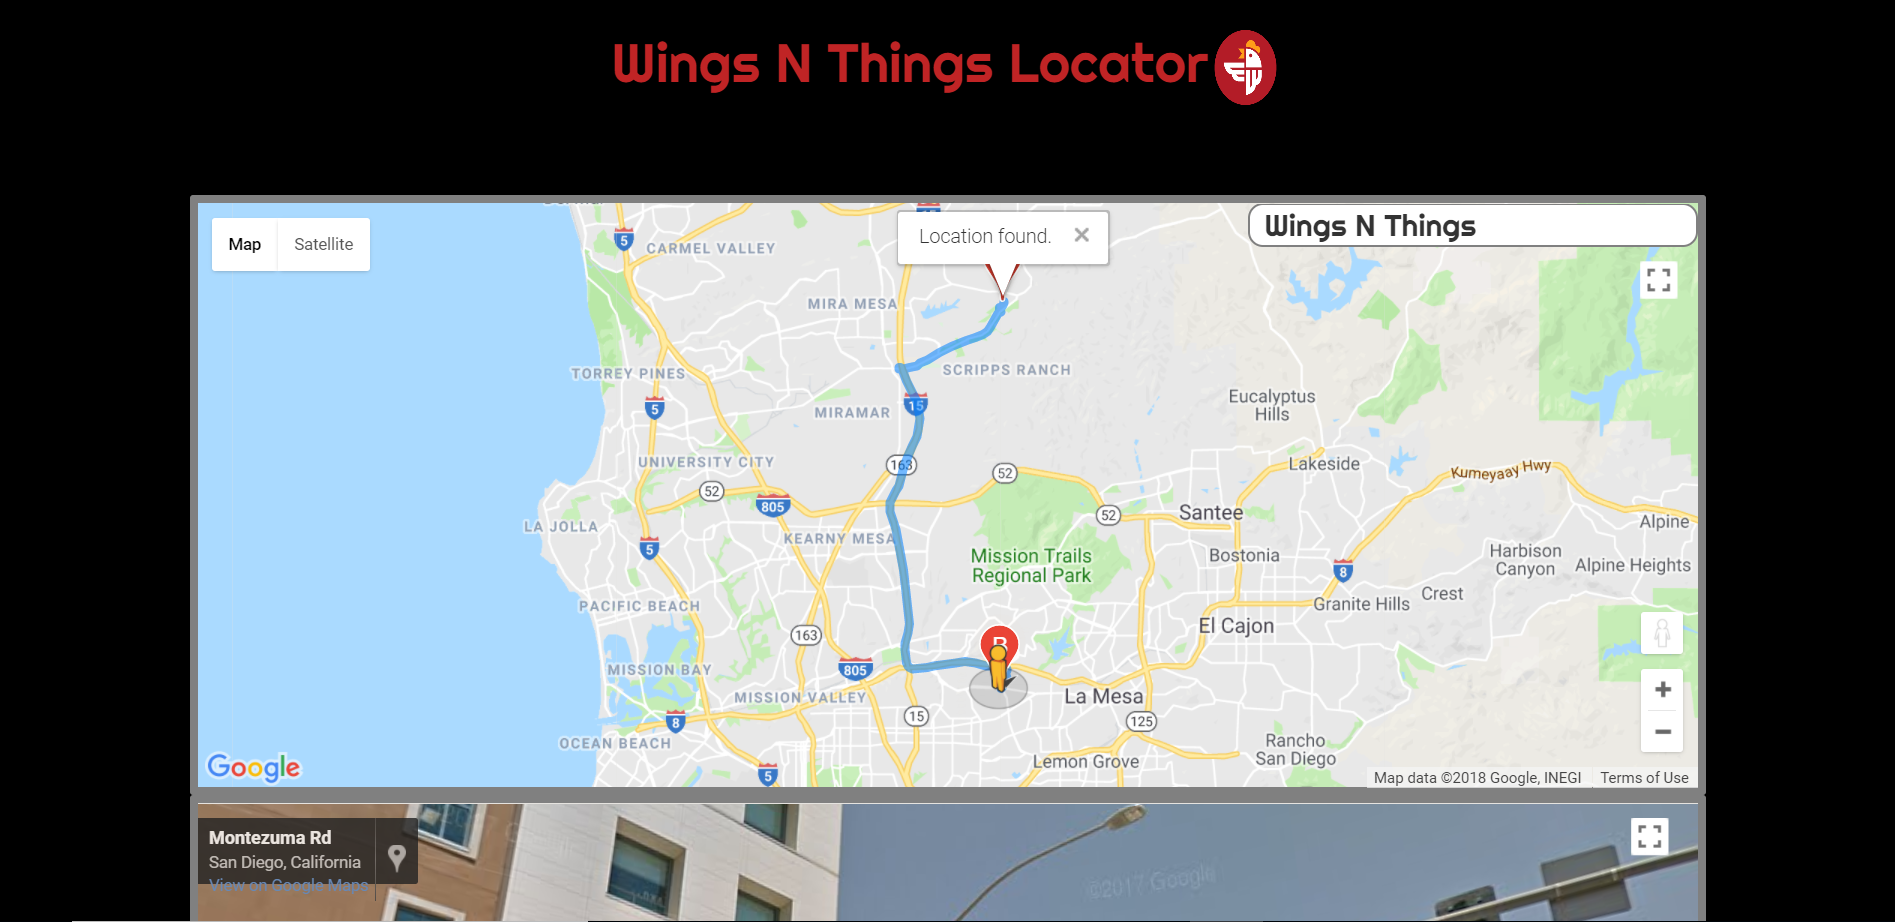 Wings N Things Locator
Map
Satellite
Location found.
Wings N Things
5
CARMEL VALLEY
MIRA MESA
TORREY PINES
SCRIPPS RANCH
5
MIRAMAR
15
Eucalyptus
Hills
UNIVERSITY CITY
163
52
Lakeside
Kumeyaay Hwy
52
805
52
Santee
LA JOLLA
Alpine
5
KEARNY MESA
Mission Trails
Regional Park
Bostonia
8
Harbison
Canyon
Alpine Heights
PACIFIC BEACH
Crest
Granite Hills
163
El Cajon
B
MISSION BAY
805
MISSION VALLEY
La Mesa
8
15
125
OCEAN BEACH
Rancho
San Diego
Lemon Grove
5
Google
Map data ©2018 Google, INEGI
Terms of Use
Montezuma Rd
San Diego, California
View on Google Maps
©2017 Google